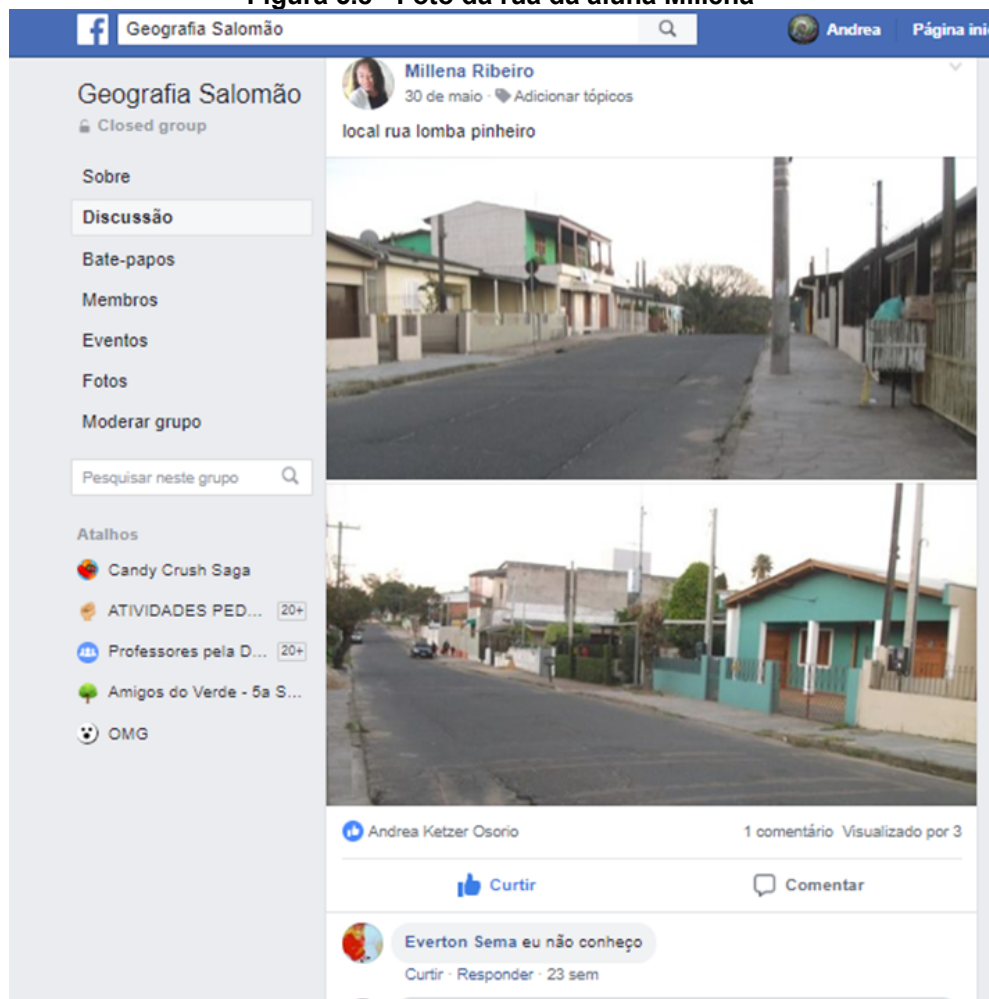 Geografia Salomão
Andrea
Página
Geografia Salomão
Closed group
Sobre
Discussão
Bate-papos
Membros
Eventos
Fotos
Moderar grupo
Pesquisar neste grupo
Atalhos
Candy Crush Saga
ATIVIDADES PED... 20+
Professores pela D... 20+
Amigos do Verde - 5a S...
OMG
Millena Ribeiro
30 de maio · Adicionar tópicos
local rua lomba pinheiro
Andrea Ketzer Osorio
1 comentário Visualizado por 3
Curtir
Comentar
Everton Sema eu não conheço
Curtir · Responder · 23 sem